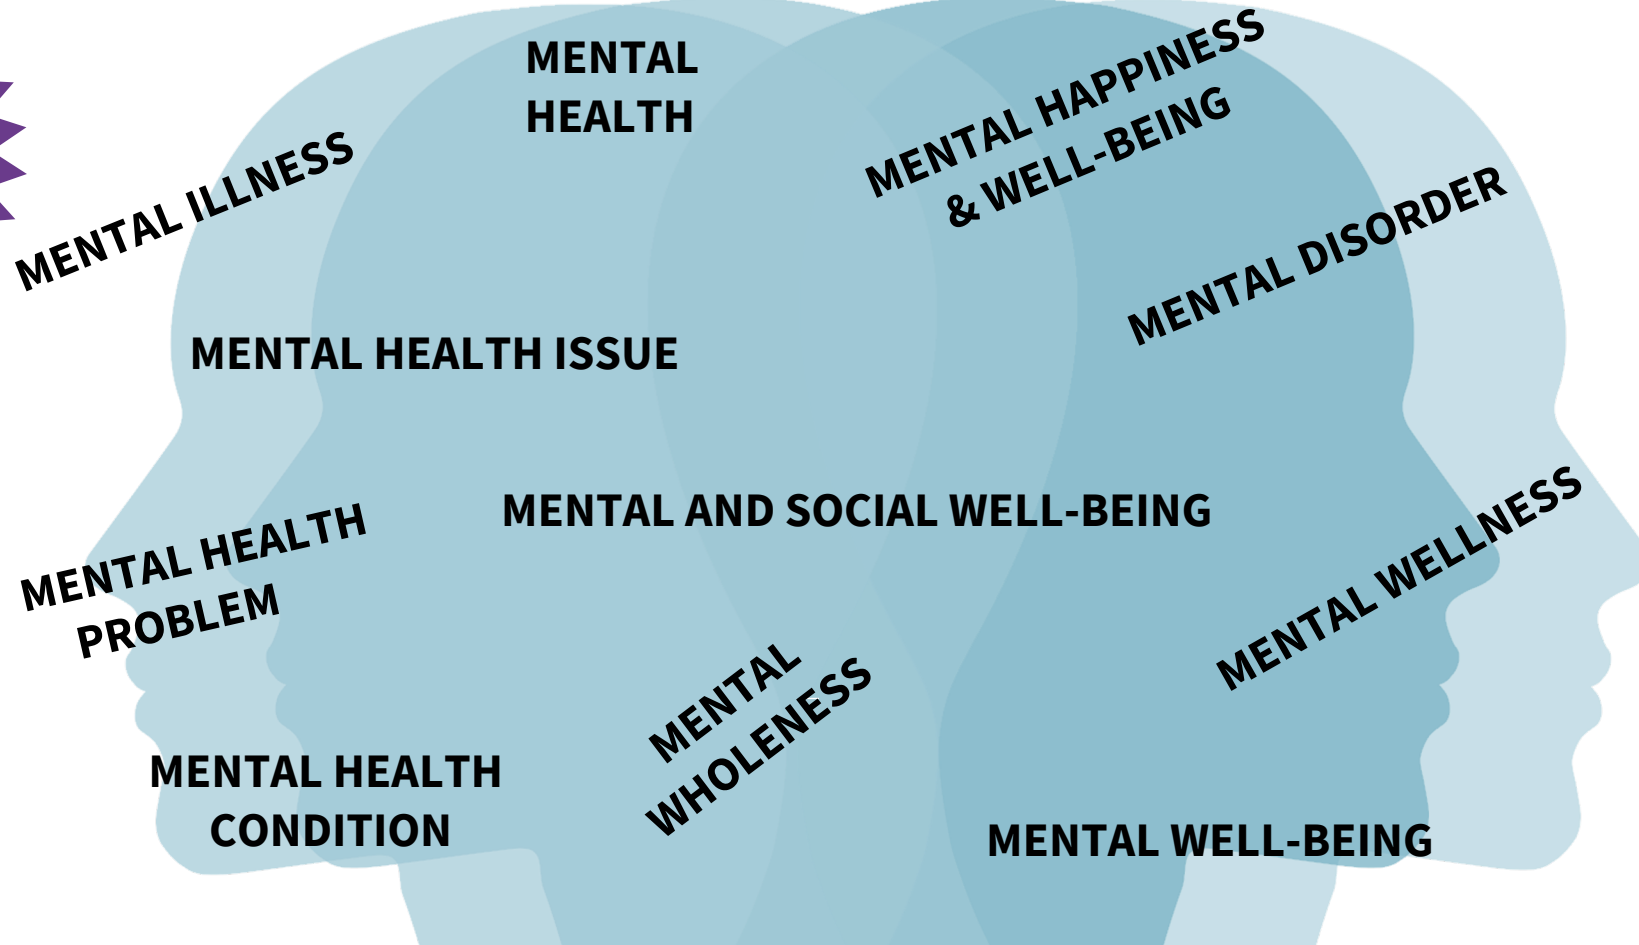 MENTAL
HEALTH
MENTAL HAPPINESS
& WELL-BEING
MENTAL ILLNESS
MENTAL DISORDER
MENTAL HEALTH ISSUE
MENTAL AND SOCIAL WELL-BEING
MENTAL HEALTH
PROBLEM
MENTAL WELLNESS
MENTAL
WHOLENESS
MENTAL HEALTH
CONDITION
MENTAL WELL-BEING